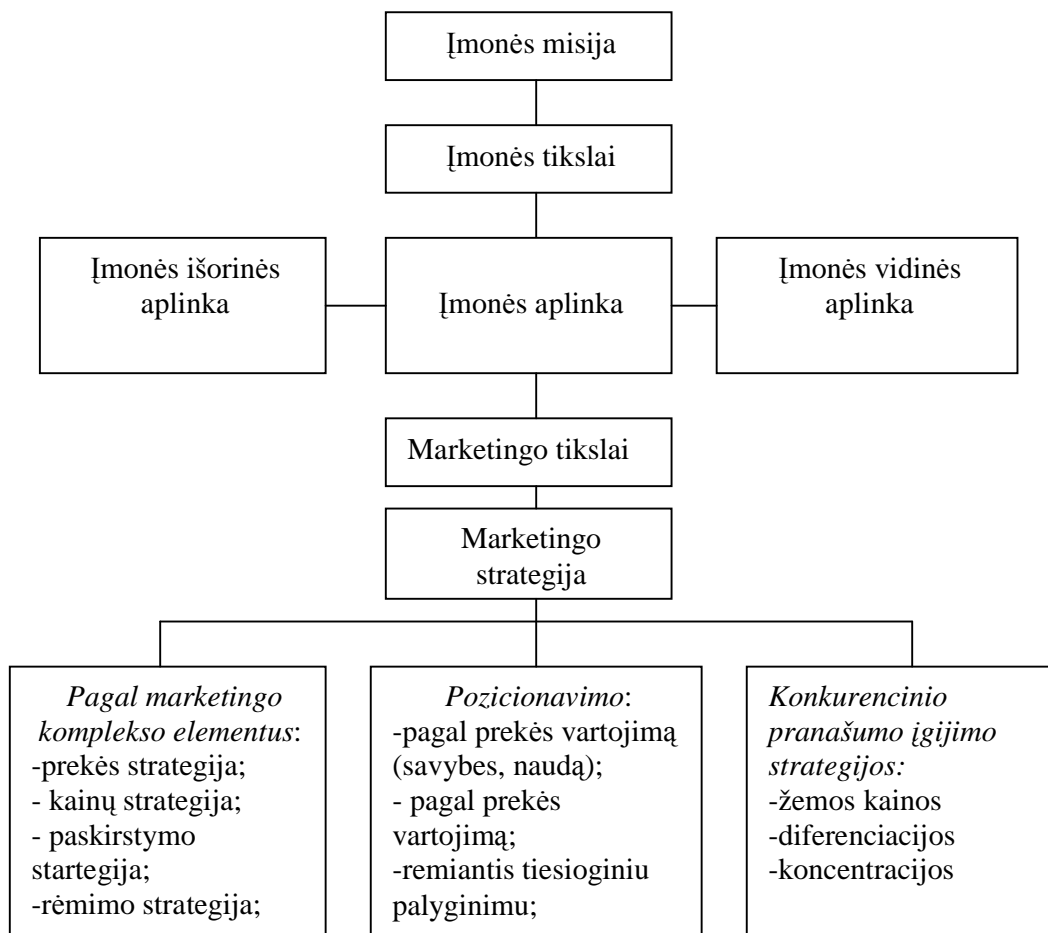 Įmonės misija
Įmonės tikslai
Įmonės išorinės
aplinka
Įmonės aplinka
Įmonės vidinės
aplinka
Marketingo tikslai
Marketingo
strategija
Pagal marketingo
komplekso elementus:
-prekės strategija;
- kainų strategija;
- paskirstymo
startegija;
-rėmimo strategija;
Pozicionavimo:
-pagal prekės vartojimą
(savybes, naudą);
- pagal prekės
vartojimą;
-remiantis tiesioginiu
palyginimu;
Konkurencinio
pranašumo įgijimo
strategijos:
-žemos kainos
-diferenciacijos
-koncentracijos